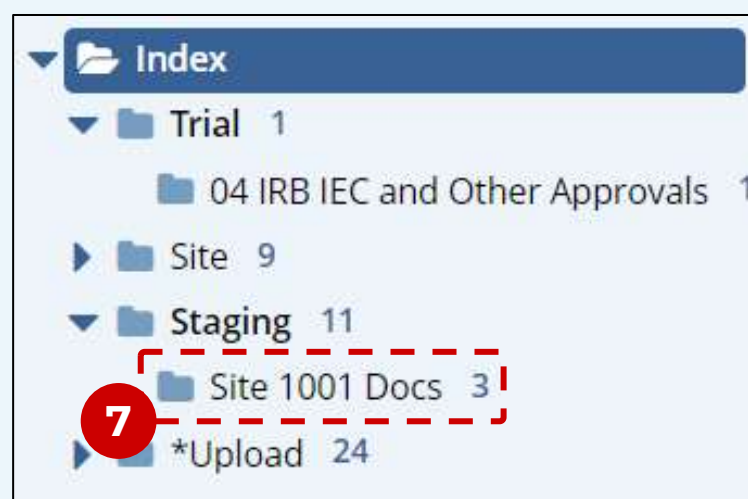 Index
Trial 1
04 IRB IEC and Other Approvals 1
Site 9
Staging 11
Site 1001 Docs 3
7
*Upload 24